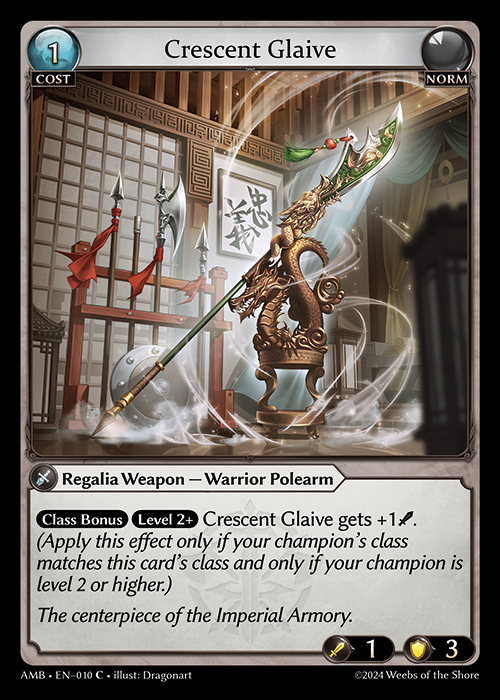 1
Crescent Glaive
COST
NORM
忠
義
Regalia Weapon — Warrior Polearm
Class Bonus Level 2+ Crescent Glaive gets +1.
(Apply this effect only if your champion's class
matches this card's class and only if your champion is
level 2 or higher.)
The centerpiece of the Imperial Armory.
1 3
AMB • EN-010 C • illust: Dragonart ©2024 Weebs of the Shore